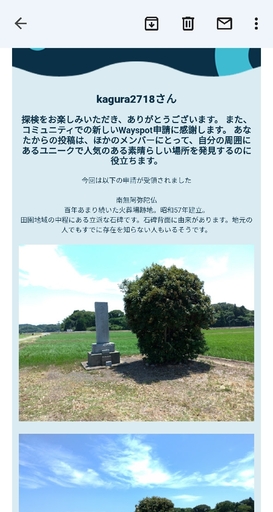 kagura2718さん
探検をお楽しみいただき、ありがとうございます。 また、
コミュニティでの新しいWayspot申請に感謝します。 あな
たからの投稿は、ほかのメンバーにとって、自分の周囲に
あるユニークで人気のある素晴らしい場所を発見するのに
役立ちます。
今回は以下の申請が受領されました
南無阿弥陀仏
百年あまり続いた火葬場跡地。昭和57年建立。
田園地域の中程にある立派な石碑です。石碑背面に由来があります。地元の
人でもすでに存在を知らない人もいるそうです。